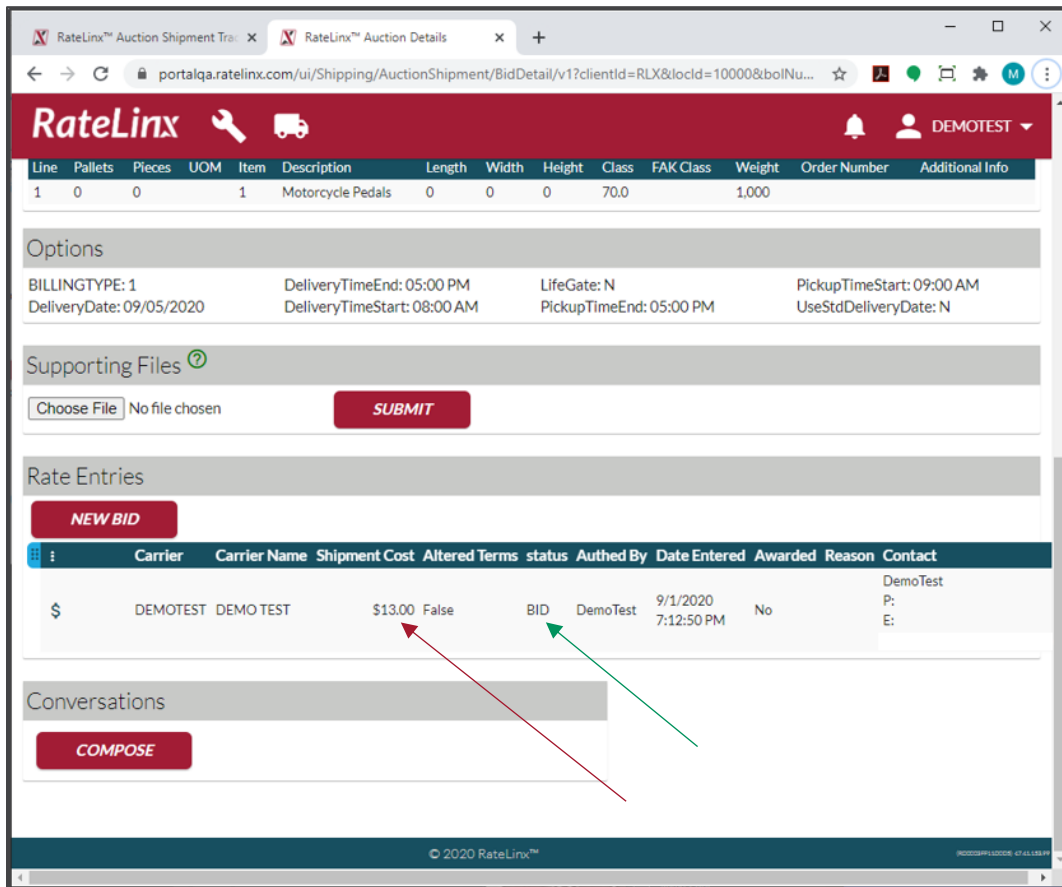 RateLinx™ Auction Shipment Trac
RateLinx™ Auction Details
portalqa.ratelinx.com/ui/Shipping/AuctionShipment/BidDetail/v1?clientId=RLX&locId=10000&bolNu...
M
RateLinx
DEMOTEST
Line Pallets Pieces UOM Item Description Length Width Height Class FAK Class Weight Order Number Additional Info
1 0 0 1 Motorcycle Pedals 0 0 0 70.0 1,000
Options
BILLINGTYPE: 1 DeliveryTimeEnd: 05:00 PM LifeGate: N PickupTimeStart: 09:00 AM
DeliveryDate: 09/05/2020 DeliveryTimeStart: 08:00 AM PickupTimeEnd: 05:00 PM UseStdDeliveryDate: N
Supporting Files ?
Choose File No file chosen SUBMIT
Rate Entries
NEW BID
Carrier Carrier Name Shipment Cost Altered Terms status Authed By Date Entered Awarded Reason Contact
$ DEMOTEST DEMO TEST $13.00 False BID DemoTest 9/1/2020 7:12:50 PM No DemoTest
P:
E:
Conversations
COMPOSE
© 2020 RateLinx™